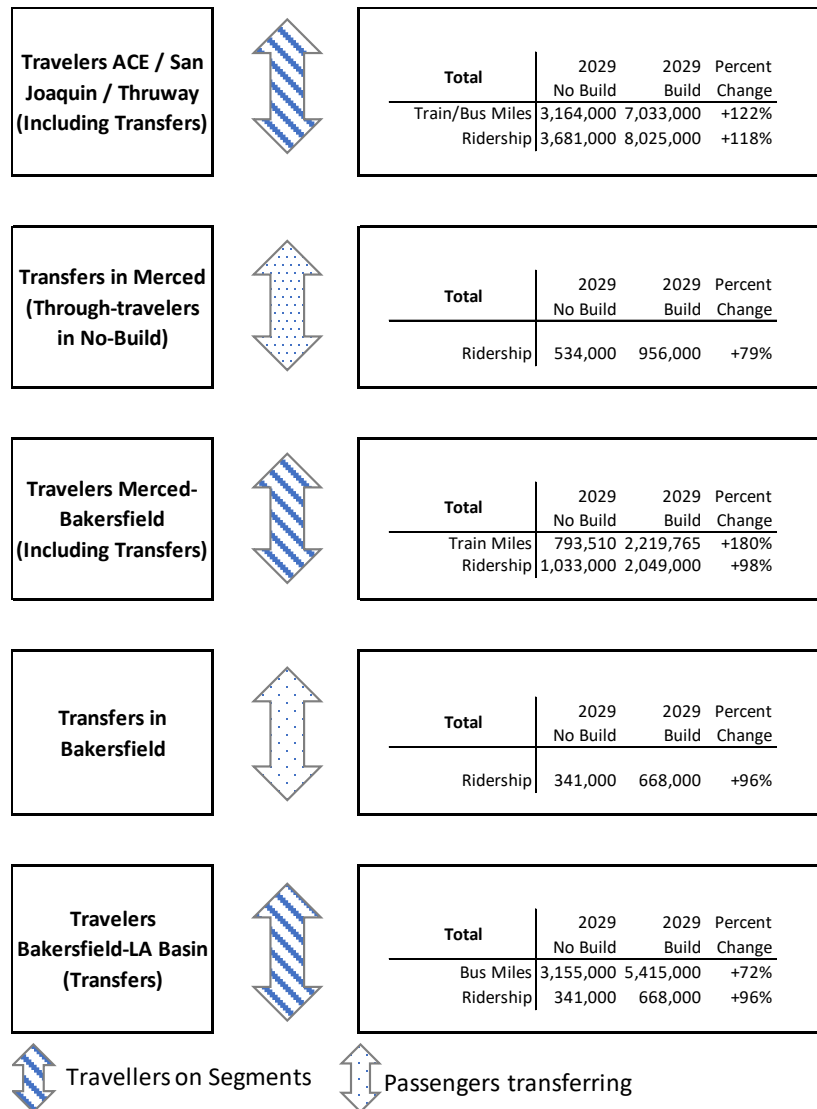 Travelers ACE / San
Joaquin / Thruway
(Including Transfers)
Total 2029 2029 Percent
No Build Build Change
Train/Bus Miles 3,164,000 7,033,000 +122%
Ridership 3,681,000 8,025,000 +118%
Transfers in Merced
(Through-travelers
in No-Build)
Total 2029 2029 Percent
No Build Build Change
Ridership 534,000 956,000 +79%
Travelers Merced-
Bakersfield
(Including Transfers)
Total 2029 2029 Percent
No Build Build Change
Train Miles 793,510 2,219,765 +180%
Ridership 1,033,000 2,049,000 +98%
Transfers in
Bakersfield
Total 2029 2029 Percent
No Build Build Change
Ridership 341,000 668,000 +96%
Travelers
Bakersfield-LA Basin
(Transfers)
Total 2029 2029 Percent
No Build Build Change
Bus Miles 3,155,000 5,415,000 +72%
Ridership 341,000 668,000 +96%
Travellers on Segments Passengers transferring